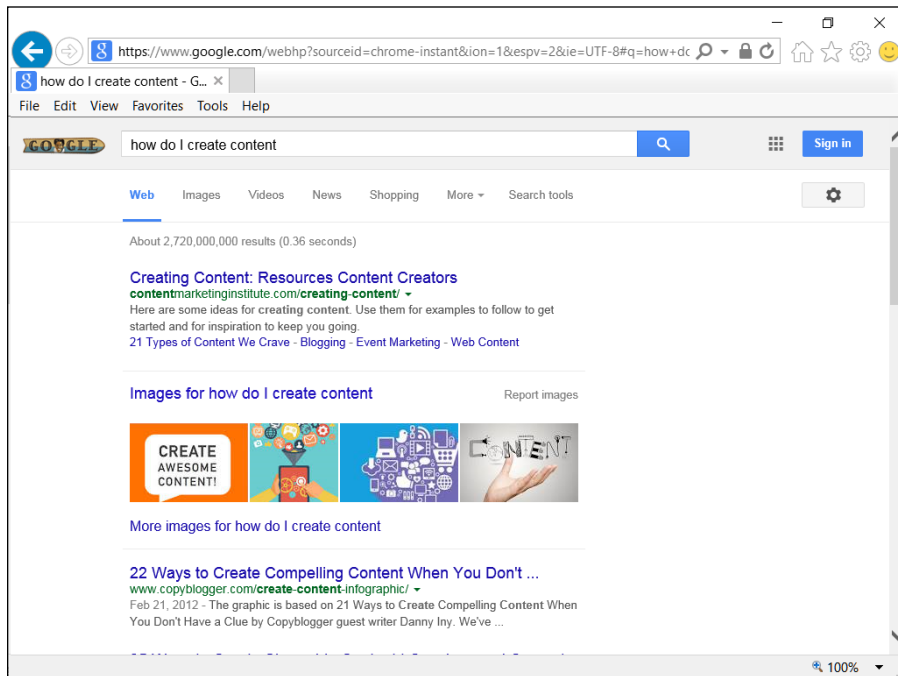 https://www.google.com/webhp?sourceid=chrome-instant&ion=1&espv=2&ie=UTF-8#q=how+dc
how do I create content - G...
File Edit View Favorites Tools Help
GOOGLE
how do I create content
Sign in
Web Images Videos News Shopping More Search tools
About 2,720,000,000 results (0.36 seconds)
Creating Content: Resources Content Creators
contentmarketinginstitute.com/creating-content/
Here are some ideas for creating content. Use them for examples to follow to get
started and for inspiration to keep you going.
21 Types of Content We Crave - Blogging - Event Marketing - Web Content
Images for how do I create content
Report images
CREATE
AWESOME
CONTENT!
CONTENT
More images for how do I create content
22 Ways to Create Compelling Content When You Don't ...
www.copyblogger.com/create-content-infographic/
Feb 21, 2012 - The graphic is based on 21 Ways to Create Compelling Content When
You Don't Have a Clue by Copyblogger guest writer Danny Iny. We've ...
100%